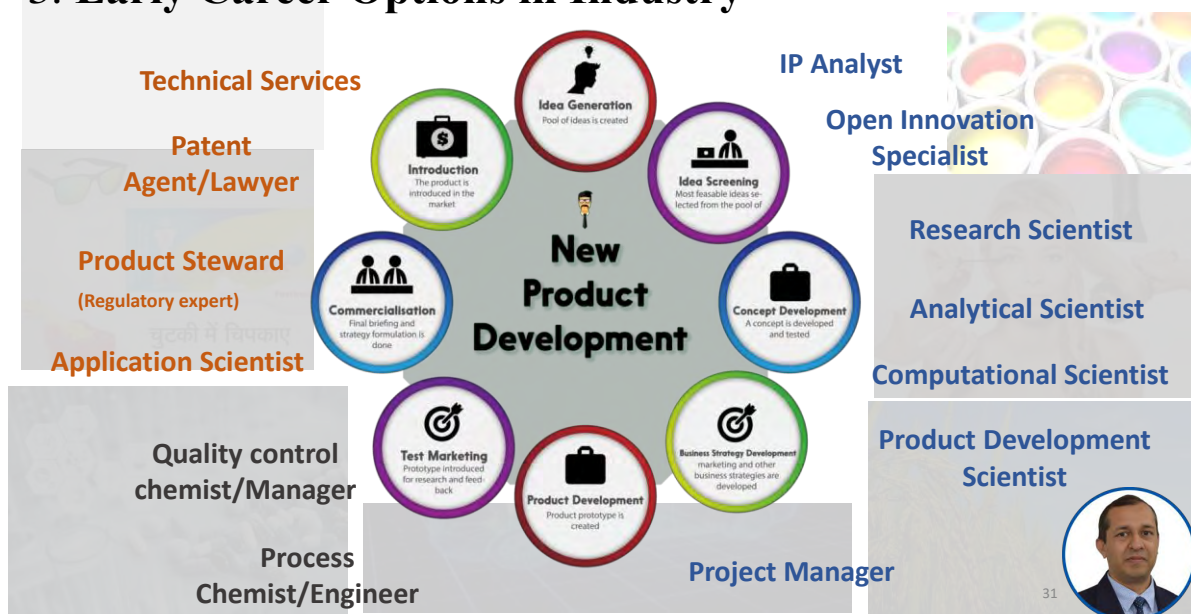 5. Early Career Options in Industry
Technical Services
Patent
Agent/Lawyer
Product Steward
(Regulatory expert)
चुटकी में चिपकाए
Application Scientist
Quality control
chemist/Manager
Process
Chemist/Engineer
Idea Generation
Pool of ideas is created
Introduction
The product is
introduced in the
market
Idea Screening
Most feasable ideas se-
lected from the pool of
New
Product
Development
Commercialisation
Final briefing and
strategy formulation is
done
Concept Development
A concept is developed
and tested
Test Marketing
Prototype introduced
for research and feed-
back
Business Strategy Development
marketing and other
business strategies are
developed
Product Development
Product prototype is
created
IP Analyst
Open Innovation
Specialist
Research Scientist
Analytical Scientist
Computational Scientist
Product Development
Scientist
Project Manager
31